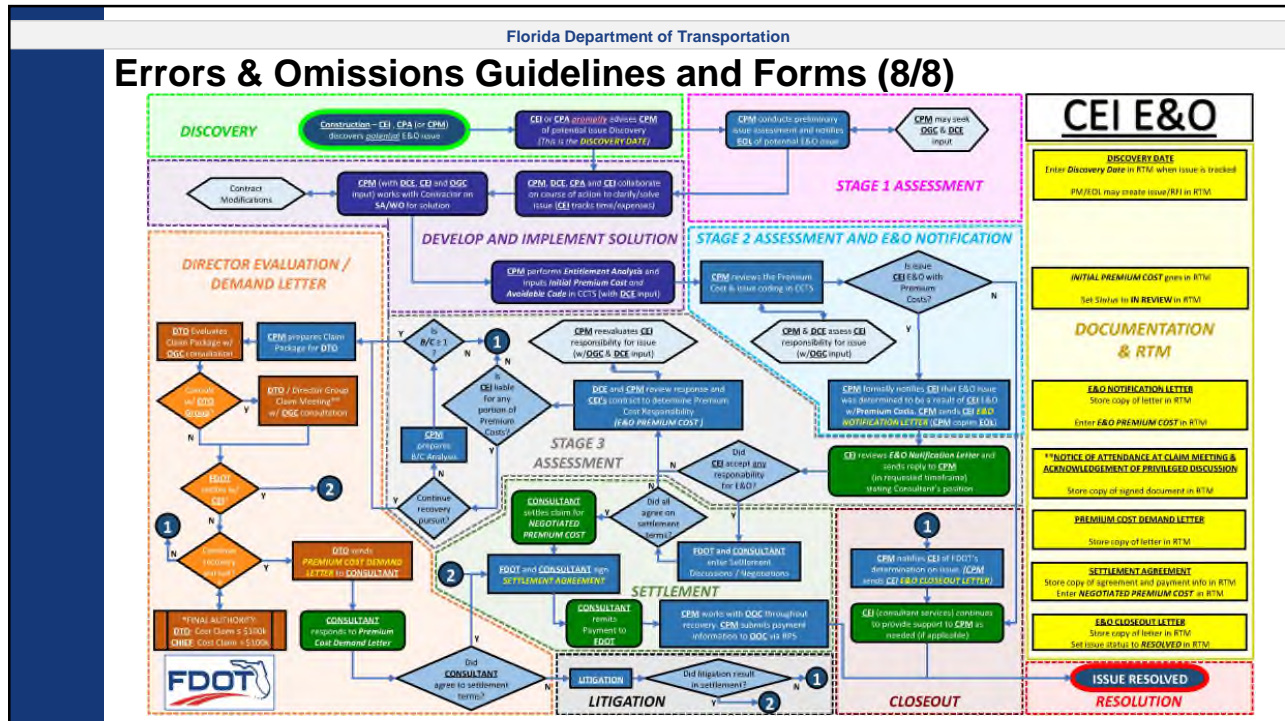 Florida Department of Transportation
Errors & Omissions Guidelines and Forms (8/8)
DISCOVERY
Construction – CEI, CPA (or CPM)
discovers potential E&O issue
CEI or CPA promptly advises CPM
of potential issue Discovery
(This is the DISCOVERY DATE)
CPM conducts preliminary
issue assessment and notifies
EOL of potential E&O issue
CPM may seek
OGC & DCE
input
STAGE 1 ASSESSMENT
Contract
Modifications
CPM (with DCE, CEI and OGC
input) works with Contractor on
SA/WO for solution
CPM, DCE, CPA and CEI collaborate
on course of action to clarify/solve
issue (CEI tracks time/expenses)
DEVELOP AND IMPLEMENT SOLUTION
CPM performs Entitlement Analysis and
inputs Initial Premium Cost and
Avoidable Code in CCTS (with DCE input)
STAGE 2 ASSESSMENT AND E&O NOTIFICATION
CPM reviews the Premium
Cost & issue coding in CCTS
Is issue
CEI E&O with
Premium
Costs?
N
Y
CPM & DCE assess CEI
responsibility for issue
(w/OGC input)
CPM formally notifies CEI that E&O issue
was determined to be a result of CEI E&O
w/Premium Costs. CPM sends CEI E&O
NOTIFICATION LETTER (CPM copies EOL)
CEI reviews E&O Notification Letter and
sends reply to CPM
(in requested timeframe)
stating Consultant's position
DIRECTOR EVALUATION /
DEMAND LETTER
DTO Evaluates
Claim Package w/
OGC consultation
CPM prepares Claim
Package for DTO
Consult
w/ DTO
Group?
Y
N
DTO / Director Group
Claim Meeting**
w/ OGC consultation
FDOT
settles w/
CEI?
Y
2
N
1
N
Continue
recovery
pursuit?
Y
DTO sends
PREMIUM COST DEMAND
LETTER to CONSULTANT
*FINAL AUTHORITY:
DTO: Cost Claim ≤ $100k
CHIEF: Cost Claim > $100k
CONSULTANT
responds to Premium
Cost Demand Letter
Did
CONSULTANT
agree to settlement
terms?
Y
N
FDOT
Is
B/C ≥ 1
?
Y
N
1
N
CPM reevaluates CEI
responsibility for issue
(w/OGC & DCE input)
Is
CEI liable
for any
portion of
Premium
Costs?
Y
DCE and CPM review response and
CEI's contract to determine Premium
Cost Responsibility
(E&O PREMIUM COST)
CPM
prepares
B/C Analysis
N
Continue
recovery
pursuit?
Y
STAGE 3
ASSESSMENT
Did
CEI accept any
responsibility
for E&O?
N
Y
Did all
agree on
settlement
terms?
N
Y
CONSULTANT
settles claim for
NEGOTIATED
PREMIUM COST
FDOT and CONSULTANT
enter Settlement
Discussions / Negotiations
2
FDOT and CONSULTANT sign
SETTLEMENT AGREEMENT
SETTLEMENT
CONSULTANT
remits
Payment to
FDOT
CPM works with OOC throughout
recovery. CPM submits payment
information to OOC via RPS
LITIGATION
Did litigation result
in settlement?
N
1
Y
2
LITIGATION
1
CPM notifies CEI of FDOT's
determination on issue. (CPM
sends CEI E&O CLOSEOUT LETTER)
CEI (consultant services) continues
to provide support to CPM as
needed (if applicable)
CLOSEOUT
CEI E&O
DISCOVERY DATE
Enter Discovery Date in RTM when issue is tracked
PM/EOL may create issue/RFI in RTM
INITIAL PREMIUM COST goes in RTM
Set Status to IN REVIEW in RTM
DOCUMENTATION
& RTM
E&O NOTIFICATION LETTER
Store copy of letter in RTM
Enter E&O PREMIUM COST in RTM
**NOTICE OF ATTENDANCE AT CLAIM MEETING &
ACKNOWLEDGEMENT OF PRIVILEGED DISCUSSION
Store copy of signed document in RTM
PREMIUM COST DEMAND LETTER
Store copy of letter in RTM
SETTLEMENT AGREEMENT
Store copy of agreement and payment info in RTM
Enter NEGOTIATED PREMIUM COST in RTM
E&O CLOSEOUT LETTER
Store copy of letter in RTM
Set issue status to RESOLVED in RTM
ISSUE RESOLVED
RESOLUTION